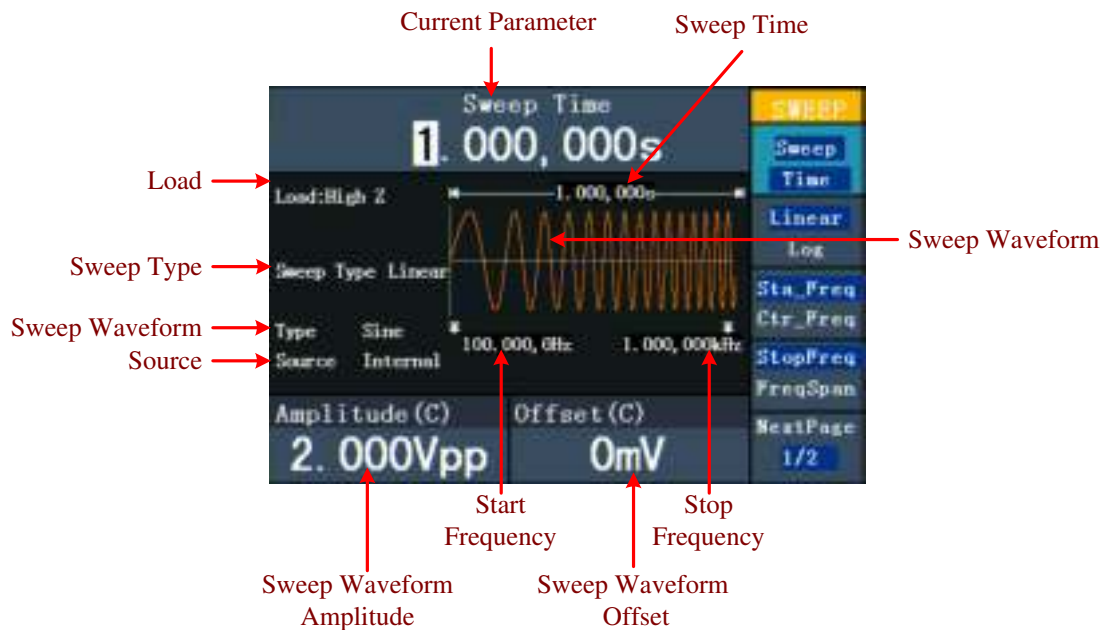 Current Parameter
Sweep Time
Sweep Time
1.000,000s
SWEEP
Sweep
Time
Load
Load:High Z
1.000,000s
Linear
Log
Sweep Waveform
Sweep Type
Sweep Type Linear
Sta_Freq
Ctr_Freq
Sweep Waveform
Type Sine
100.000,0Hz
1.000,000kHz
Source
Source Internal
StopFreq
FreqSpan
Amplitude(C)
Offset(C)
NextPage
2.000Vpp
0mV
1/2
Start
Frequency
Stop
Frequency
Sweep Waveform
Amplitude
Sweep Waveform
Offset